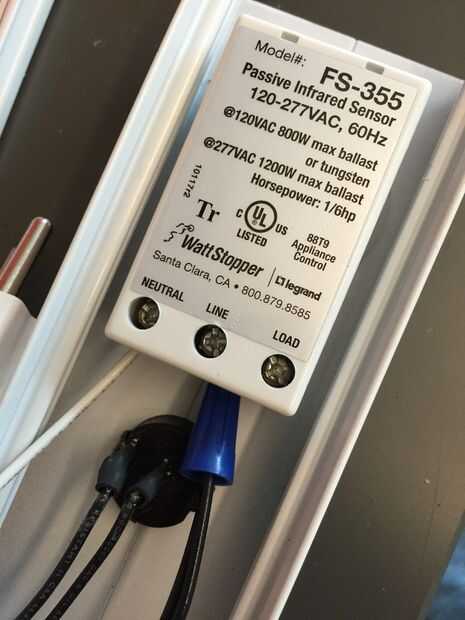 Model#: FS-355
Passive Infrared Sensor
120-277VAC, 60Hz
@120VAC 800W max ballast
or tungsten
@277VAC 1200W max ballast
Horsepower: 1/6hp
10117r2
Tr
C UL US
LISTED
88T9
Appliance
Control
WattStopper legrand
Santa Clara, CA • 800.879.8585
NEUTRAL LINE LOAD